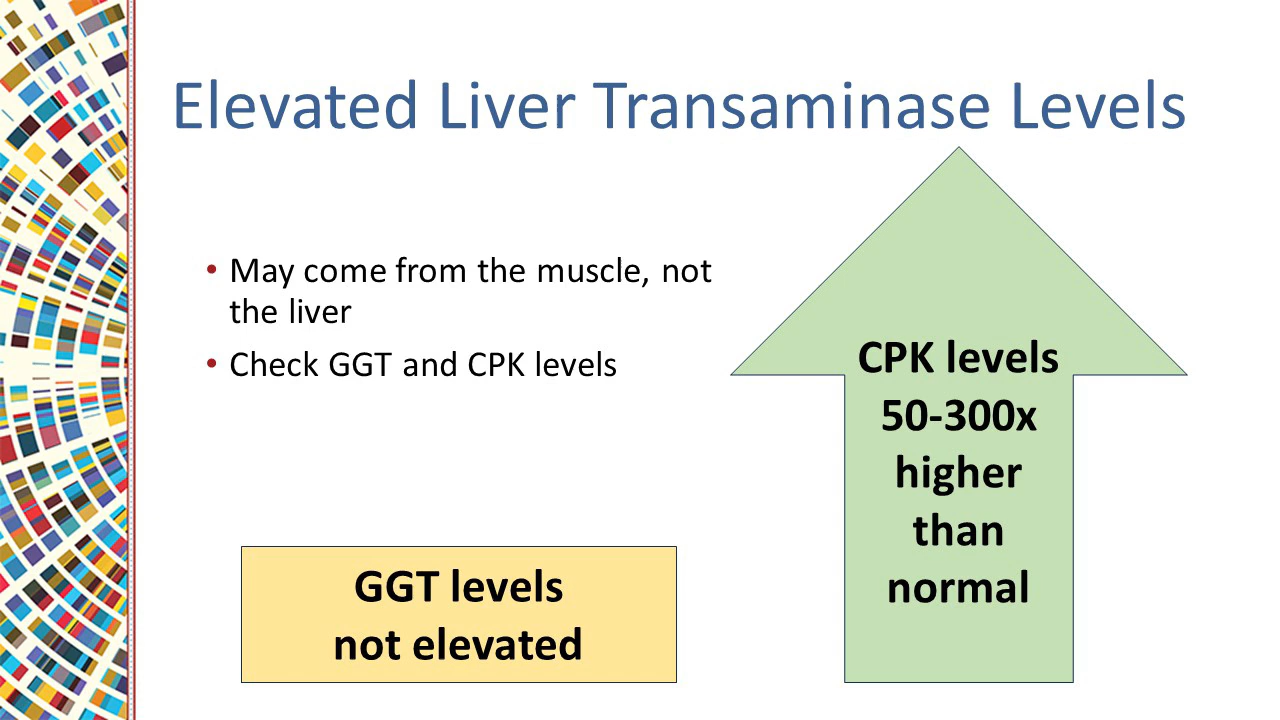 Elevated Liver Transaminase Levels
• May come from the muscle, not
the liver
• Check GGT and CPK levels
CPK levels
50-300x
higher
than
normal
GGT levels
not elevated